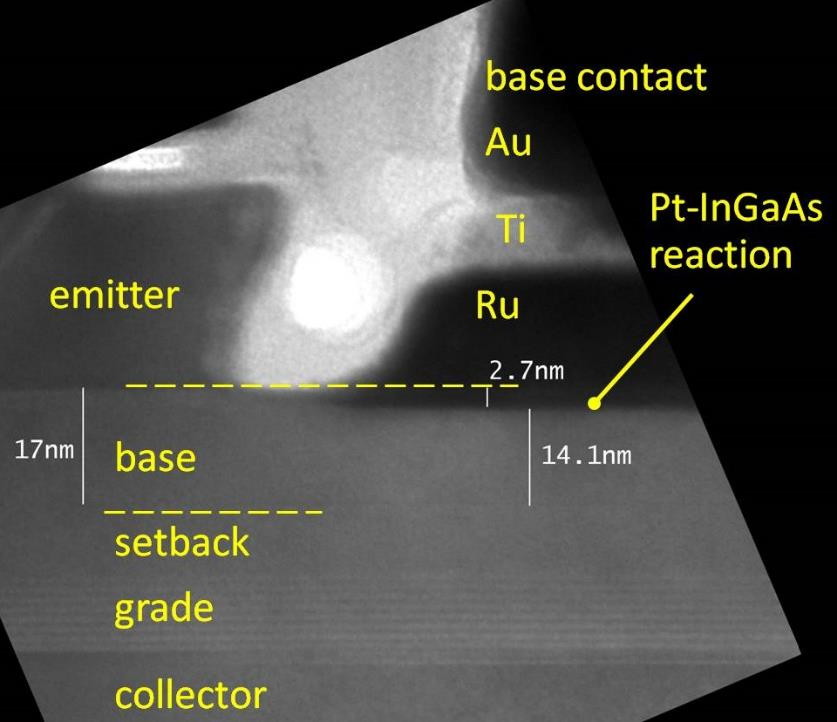 base contact
Au
Pt-InGaAs
reaction
Ti
emitter
Ru
2.7nm
17nm
base
14.1nm
setback
grade
collector